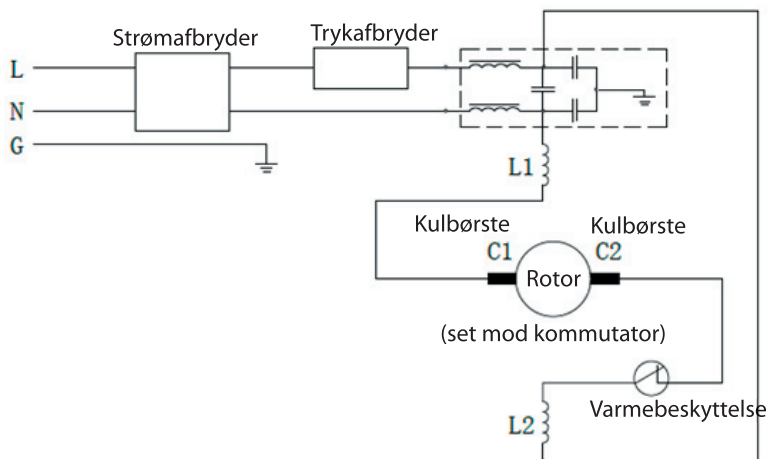 Strømafbryder
Trykafbryder
L
N
G
L1
Kulbørste
Kulbørste
C1
C2
Rotor
(set mod kommutator)
Varmebeskyttelse
L2